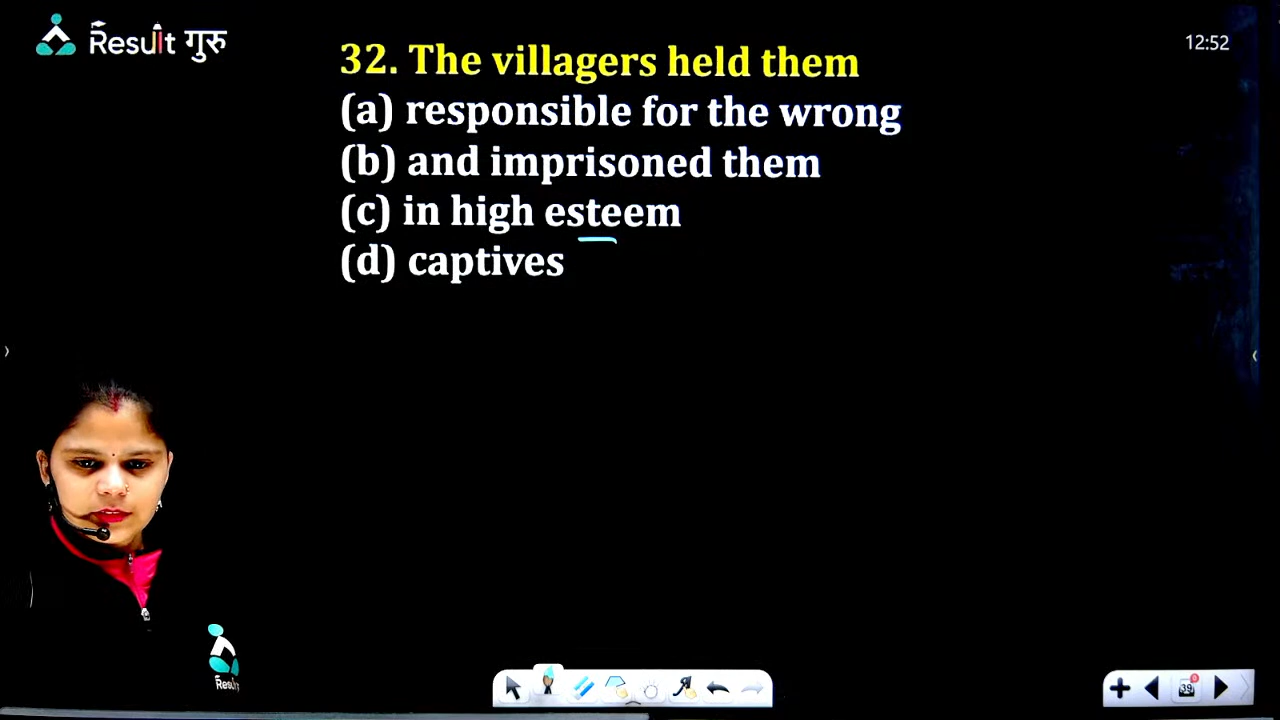 Result गुरु
12:52
32. The villagers held them
(a) responsible for the wrong
(b) and imprisoned them
(c) in high esteem
(d) captives
39